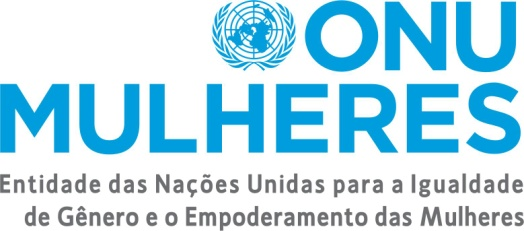 ONU
MULHERES
Entidade das Nações Unidas para a Igualdade
de Gênero e o Empoderamento das Mulheres